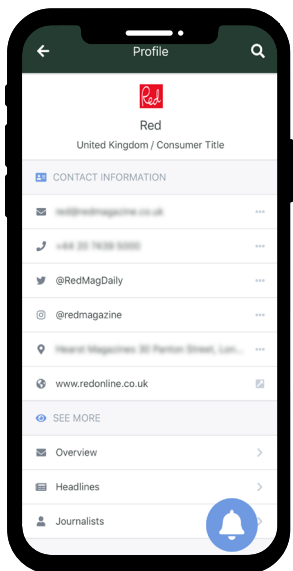 Profile
Red
Red
United Kingdom / Consumer Title
CONTACT INFORMATION
@RedMagDaily
@redmagazine
www.redonline.co.uk
SEE MORE
Overview
Headlines
Journalists